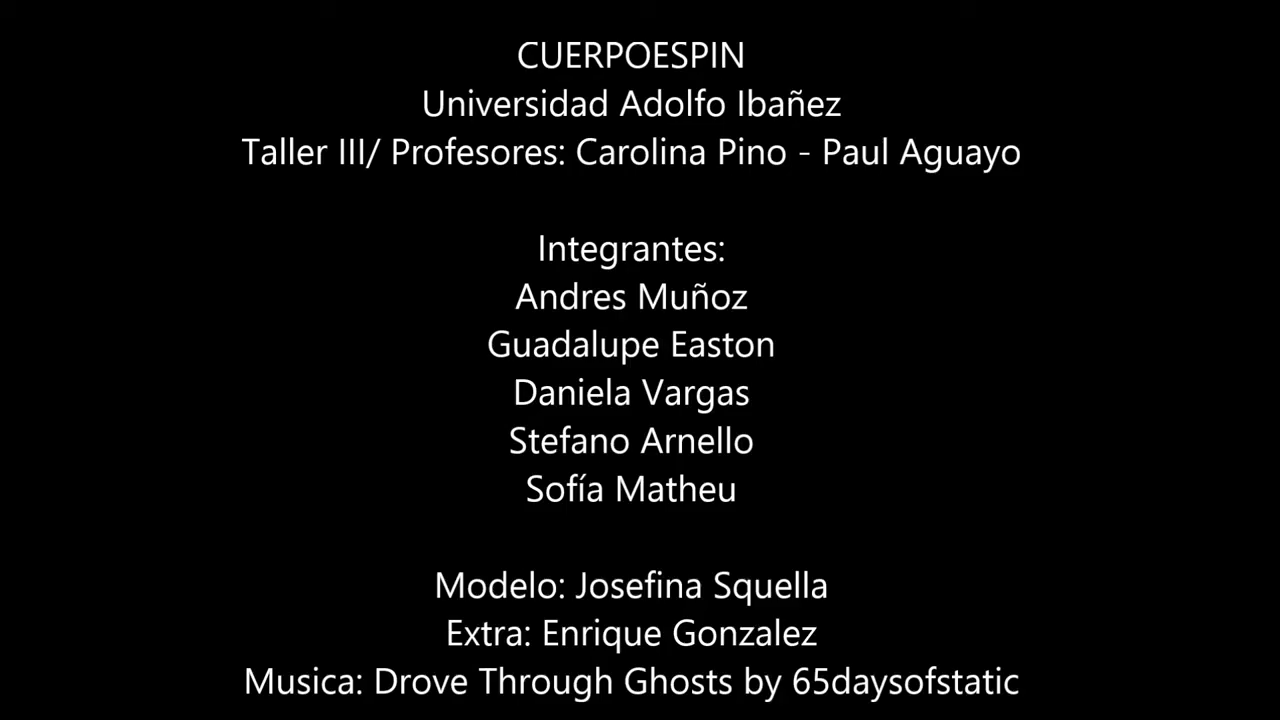 CUERPOESPIN
Universidad Adolfo Ibañez
Taller III/ Profesores: Carolina Pino - Paul Aguayo
Integrantes:
Andres Muñoz
Guadalupe Easton
Daniela Vargas
Stefano Arnello
Sofía Matheu
Modelo: Josefina Squella
Extra: Enrique Gonzalez
Musica: Drove Through Ghosts by 65daysofstatic